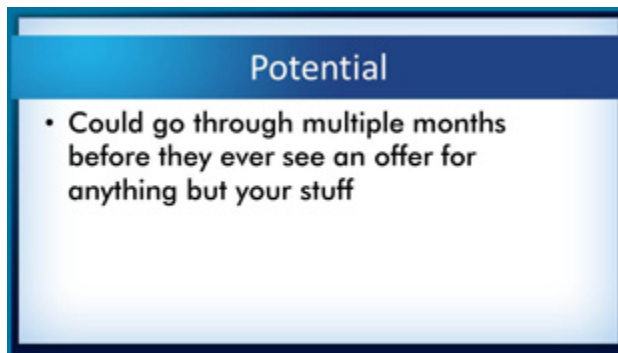 Potential
• Could go through multiple months
before they ever see an offer for
anything but your stuff